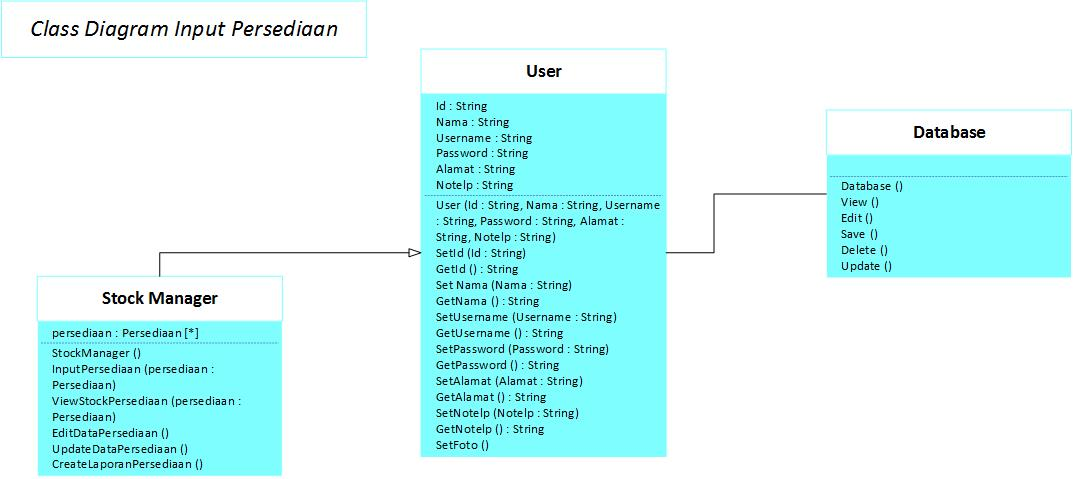 Class Diagram Input Persediaan
User
Id : String
Nama : String
Username : String
Password : String
Alamat : String
Notelp : String
User (Id : String, Nama : String, Username
: String, Password : String, Alamat :
String, Notelp : String)
SetId (Id : String)
GetId () : String
Set Nama (Nama : String)
GetNama () : String
SetUsername (Username : String)
GetUsername () : String
SetPassword (Password : String)
GetPassword () : String
SetAlamat (Alamat : String)
GetAlamat () : String
SetNotelp (Notelp : String)
GetNotelp () : String
SetFoto ()
Database
Database ()
View ()
Edit ()
Save ()
Delete ()
Update ()
Stock Manager
persediaan : Persediaan [*]
StockManager ()
InputPersediaan (persediaan :
Persediaan)
ViewStockPersediaan (persediaan :
Persediaan)
EditDataPersediaan ()
UpdateDataPersediaan ()
CreateLaporanPersediaan ()